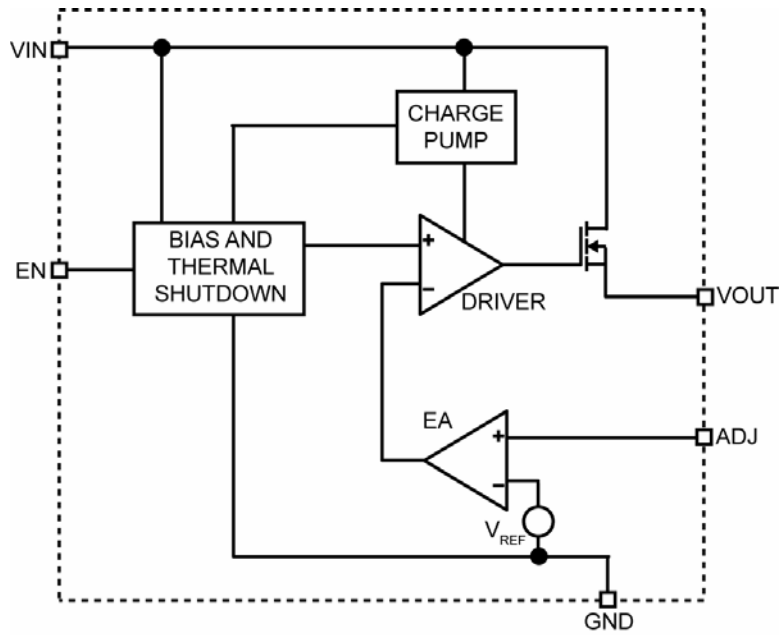 VIN
CHARGE
PUMP
BIAS AND
THERMAL
SHUTDOWN
EN
+
−
DRIVER
VOUT
EA
+
−
ADJ
VREF
GND